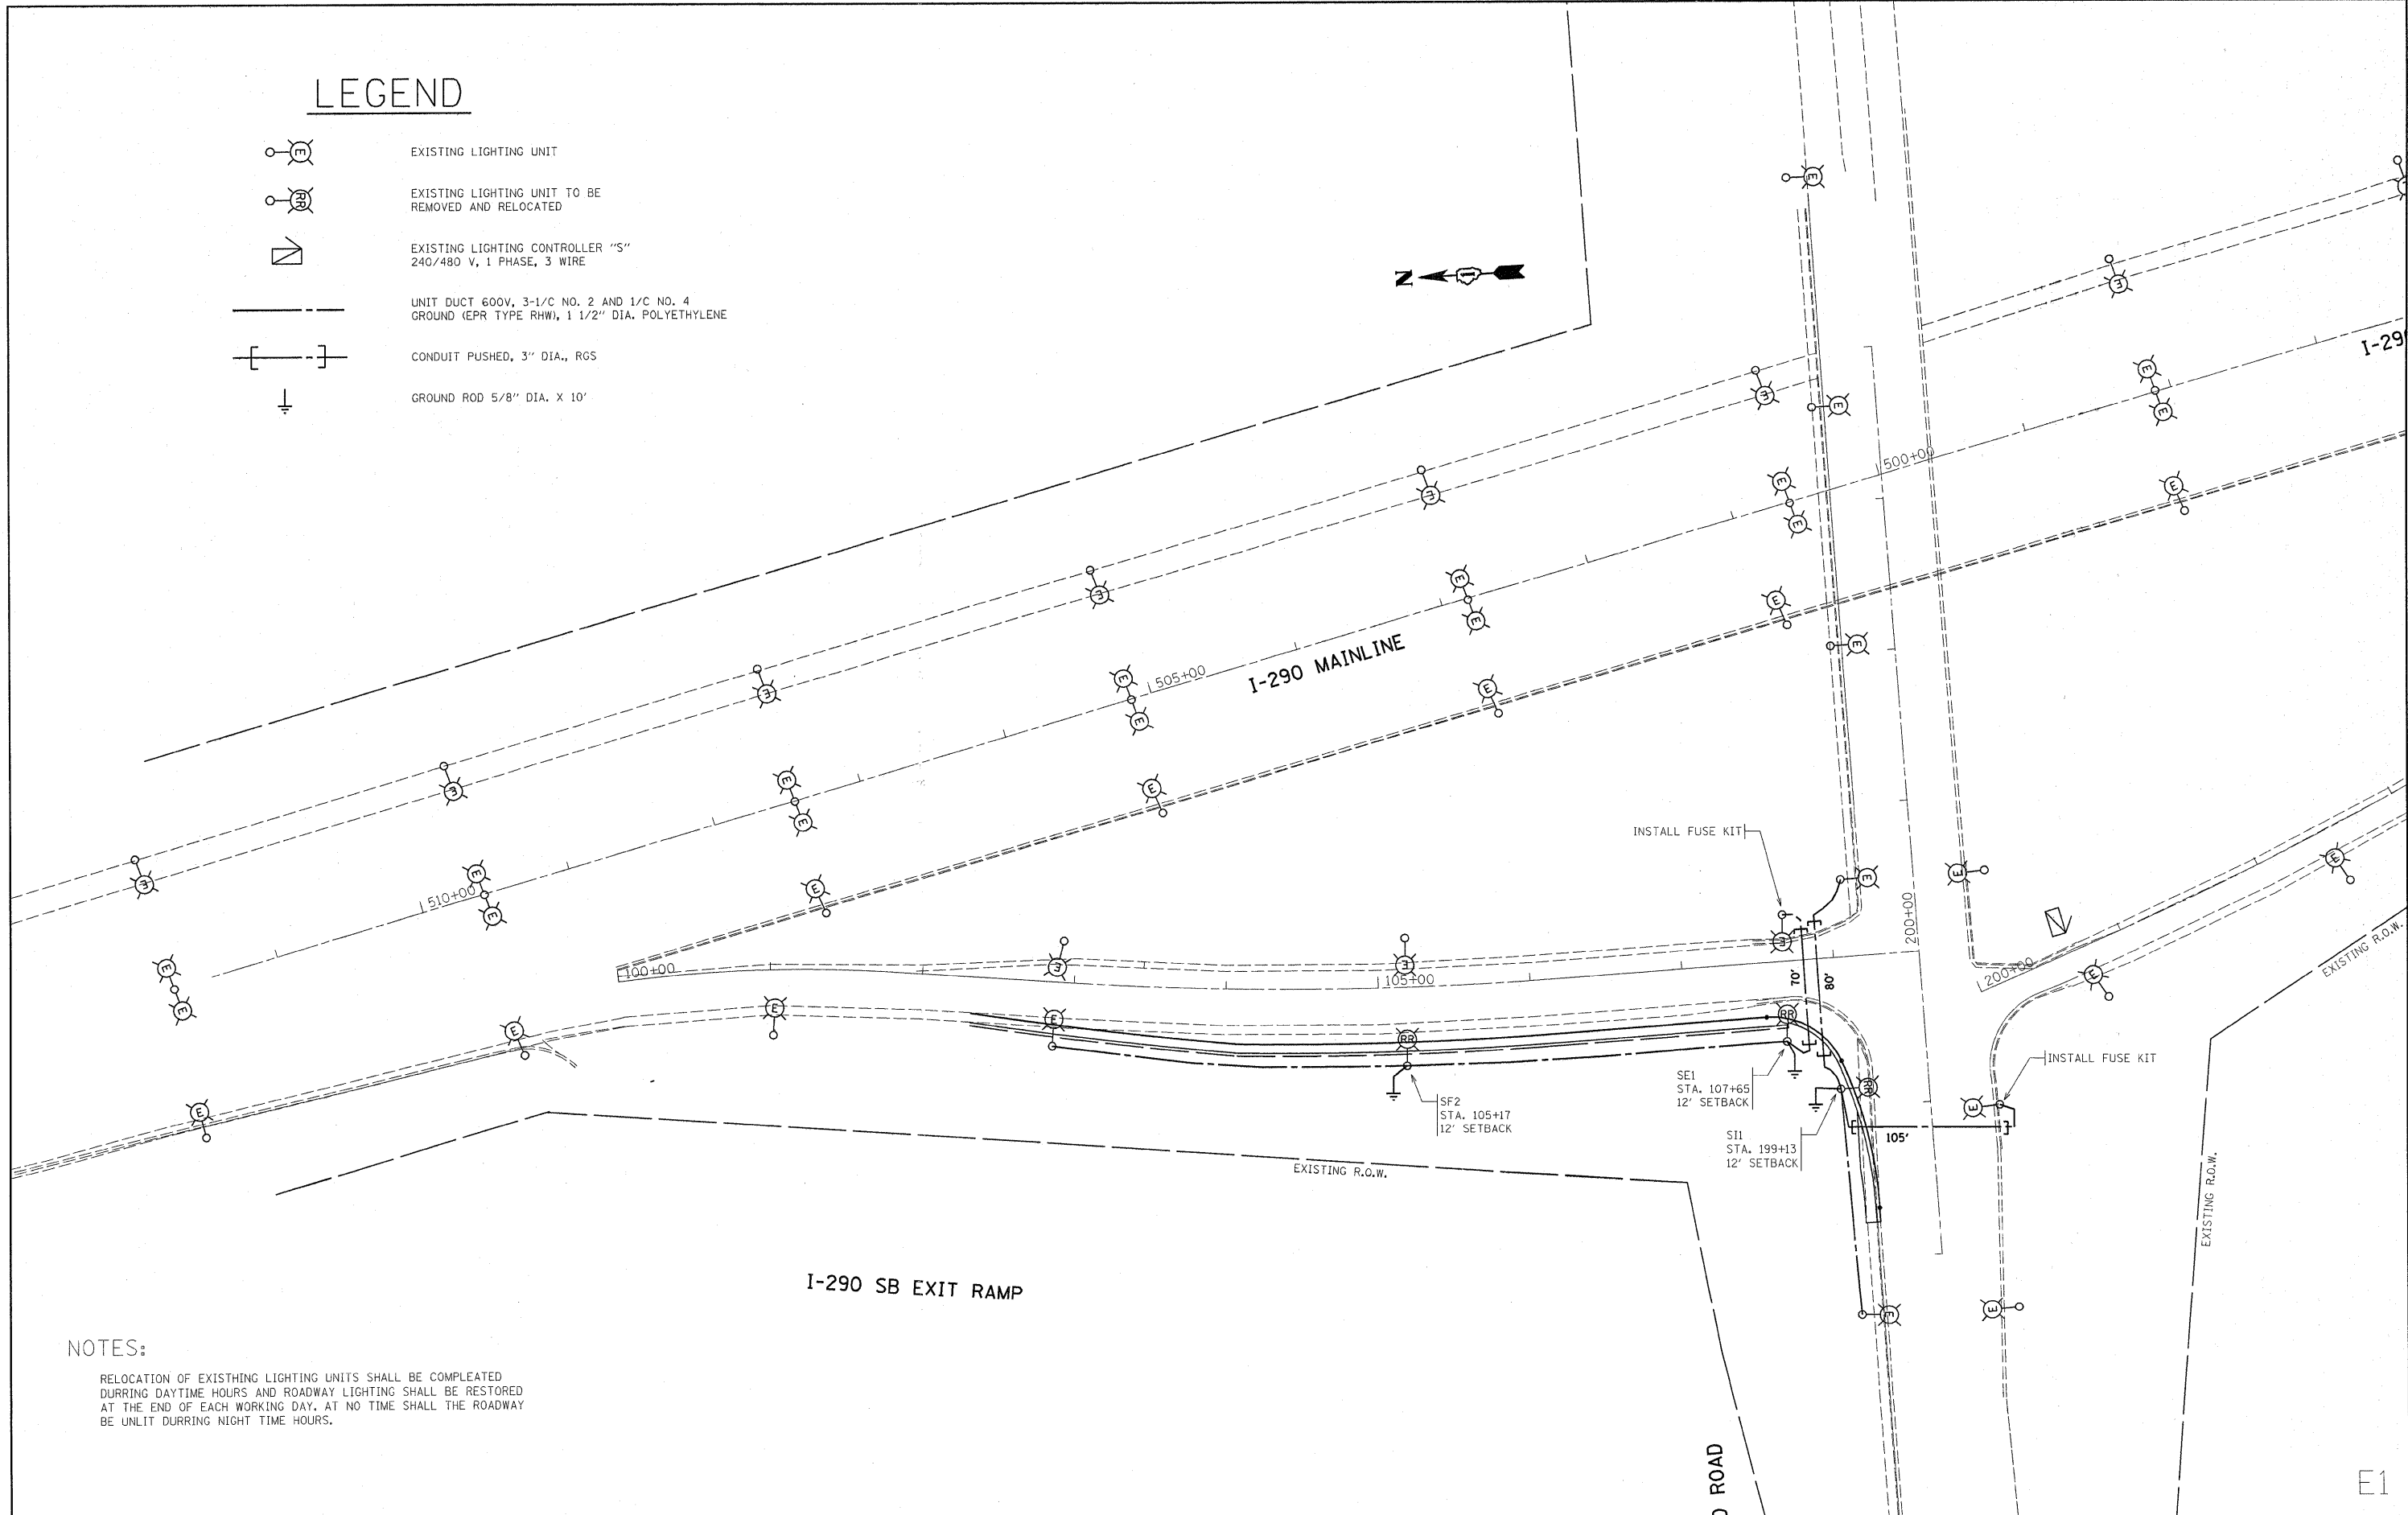 LEGEND
E
EXISTING LIGHTING UNIT
RR
EXISTING LIGHTING UNIT TO BE
REMOVED AND RELOCATED
EXISTING LIGHTING CONTROLLER "S"
240/480 V, 1 PHASE, 3 WIRE
UNIT DUCT 600V, 3-1/C NO. 2 AND 1/C NO. 4
GROUND (EPR TYPE RHW), 1 1/2" DIA. POLYETHYLENE
CONDUIT PUSHED, 3" DIA., RGS
GROUND ROD 5/8" DIA. X 10'
N
I-29
500+00
505+00
I-290 MAINLINE
510+00
INSTALL FUSE KIT
200+00
100+00
105+00
70'
80'
200+00
EXISTING R.O.W.
INSTALL FUSE KIT
SE1
STA. 107+65
12' SETBACK
SF2
STA. 105+17
12' SETBACK
SI1
STA. 199+13
12' SETBACK
105'
EXISTING R.O.W.
EXISTING R.O.W.
I-290 SB EXIT RAMP
NOTES:
RELOCATION OF EXISTHING LIGHTING UNITS SHALL BE COMPLEATED
DURRING DAYTIME HOURS AND ROADWAY LIGHTING SHALL BE RESTORED
AT THE END OF EACH WORKING DAY. AT NO TIME SHALL THE ROADWAY
BE UNLIT DURRING NIGHT TIME HOURS.
ROAD
E1